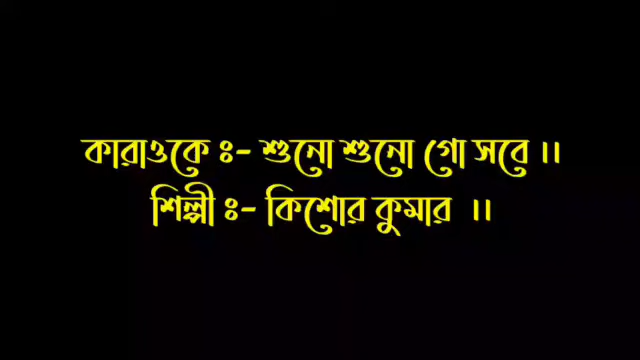 কারাওকে ঃ- শুনো শুনো গো সবে ।।
শিল্পী ঃ- কিশোর কুমার ।।